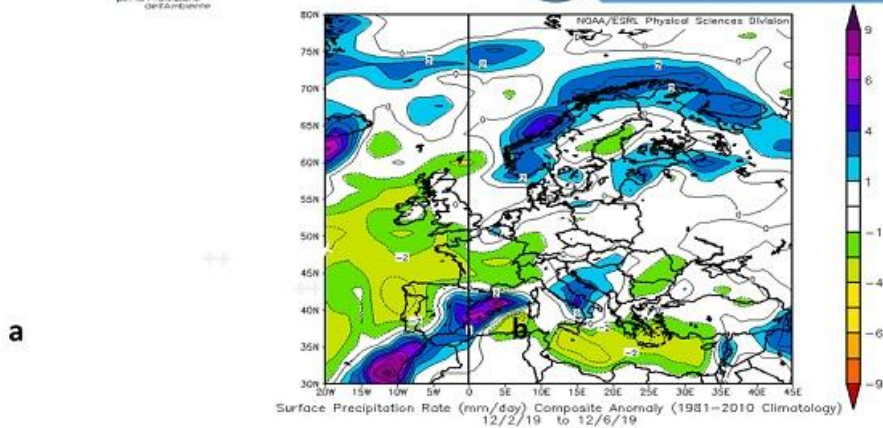 dell'Ambiente
NOAA/ESRL Physical Sciences Division
80N
75N
70N
65N
60N
55N
50N
45N
40N
35N
30N
20W 15W 10W 5W 0 5E 10E 15E 20E 25E 30E 35E 40E 45E
9
6
4
1
-1
-4
-6
-9
a
b
Surface Precipitation Rate (mm/day) Composite Anomaly (1981-2010 Climatology)
12/2/19 to 12/6/19